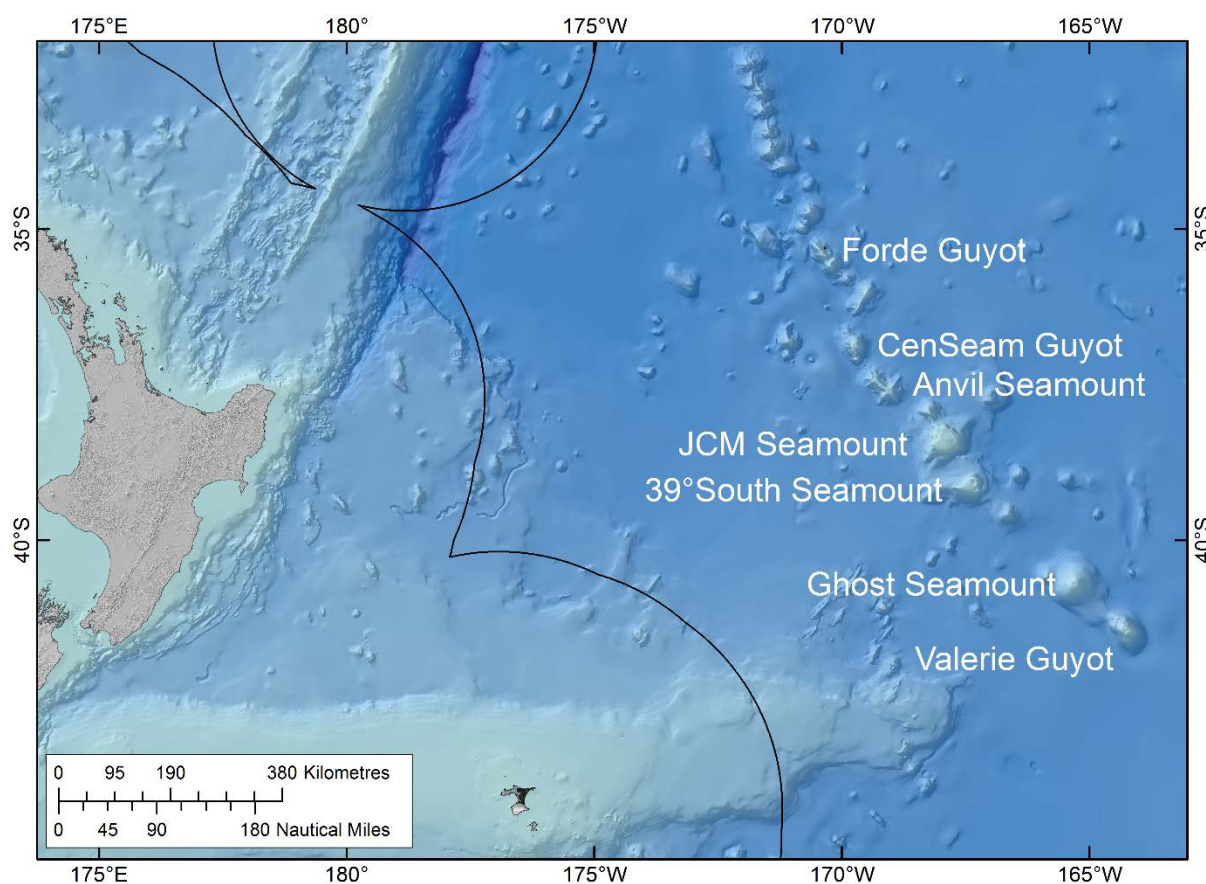 175°E 180° 175°W 170°W 165°W
35°S 35°S
Forde Guyot
CenSeam Guyot
Anvil Seamount
JCM Seamount
39°South Seamount
40°S 40°S
Ghost Seamount
Valerie Guyot
0 95 190 380 Kilometres
0 45 90 180 Nautical Miles
175°E 180° 175°W 170°W 165°W